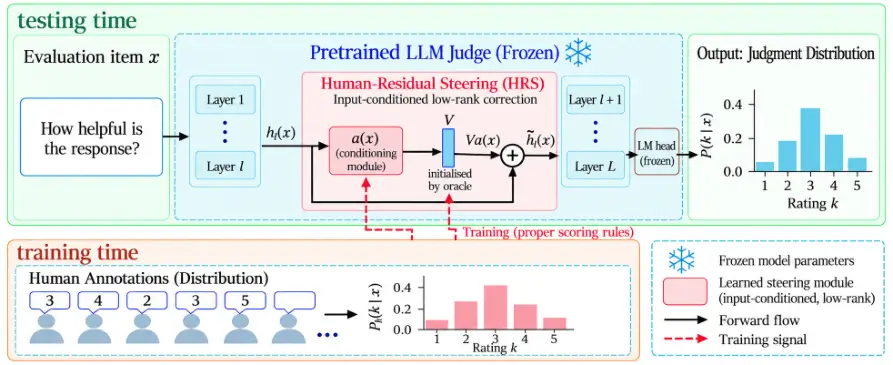 testing time
Evaluation item x
How helpful is
the response?
Pretrained LLM Judge (Frozen)
Layer 1
Layer l
hₗ(x)
Human-Residual Steering (HRS)
Input-conditioned low-rank correction
a(x)
(conditioning
module)
V
initialised
by oracle
Va(x)
+
h̃ₗ(x)
Layer l + 1
Layer L
LM head
(frozen)
Output: Judgment Distribution
P(k | x)
0.4
0.2
0.0
1 2 3 4 5
Rating k
Training (proper scoring rules)
training time
Human Annotations (Distribution)
3 4 2 3 5
Pₕ(k | x)
0.4
0.2
0.0
1 2 3 4 5
Rating k
Frozen model parameters
Learned steering module
(input-conditioned, low-rank)
Forward flow
Training signal